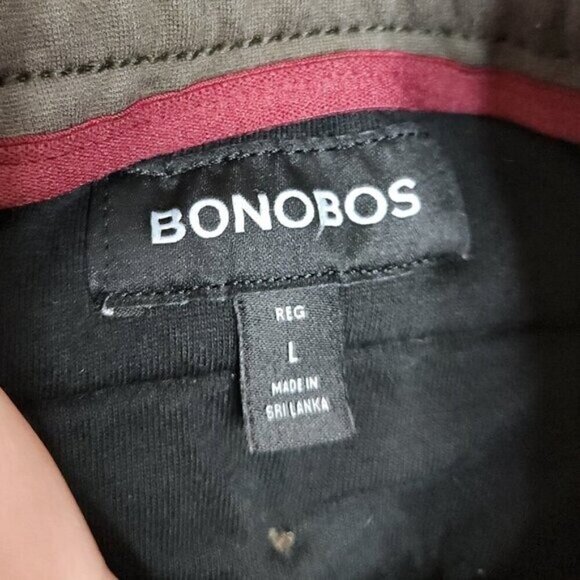 BONOBOS
REG
L
MADE IN
SRI LANKA